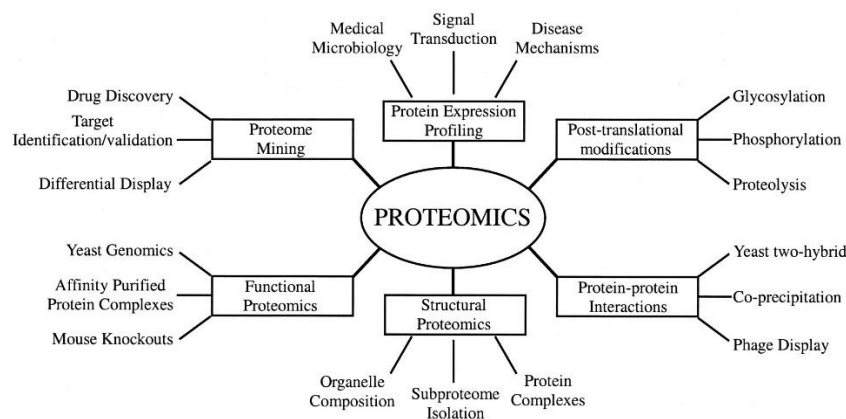 Medical
Microbiology
Signal
Transduction
Disease
Mechanisms
Protein Expression
Profiling
Drug Discovery
Target
Identification/validation
Differential Display
Proteome
Mining
Post-translational
modifications
Glycosylation
Phosphorylation
Proteolysis
PROTEOMICS
Yeast Genomics
Affinity Purified
Protein Complexes
Mouse Knockouts
Functional
Proteomics
Structural
Proteomics
Protein-protein
Interactions
Yeast two-hybrid
Co-precipitation
Phage Display
Organelle
Composition
Subproteome
Isolation
Protein
Complexes